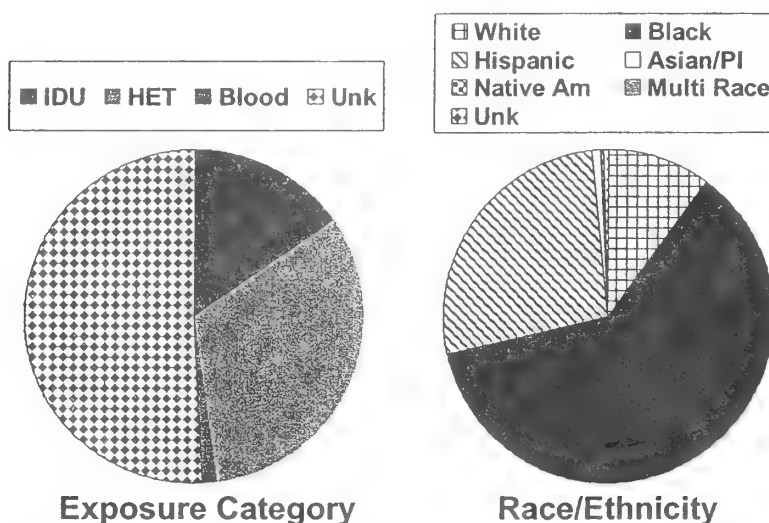 IDU HET Blood Unk
White Black
Hispanic Asian/PI
Native Am Multi Race
Unk
Exposure Category
Race/Ethnicity